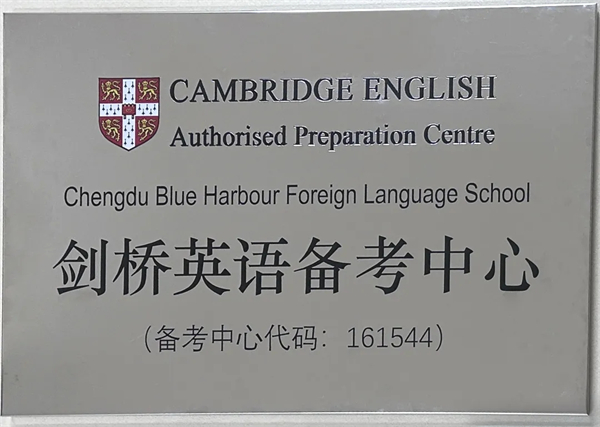 CAMBRIDGE ENGLISH
Authorised Preparation Centre
Chengdu Blue Harbour Foreign Language School
剑桥英语备考中心
（备考中心代码：161544）